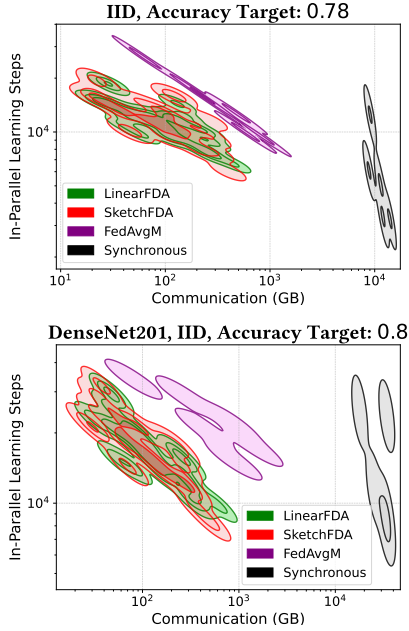 IID, Accuracy Target: 0.78
In-Parallel Learning Steps
10⁴
LinearFDA
SketchFDA
FedAvgM
Synchronous
10¹ 10² 10³ 10⁴
Communication (GB)
DenseNet201, IID, Accuracy Target: 0.8
In-Parallel Learning Steps
10⁴
LinearFDA
SketchFDA
FedAvgM
Synchronous
10² 10³ 10⁴
Communication (GB)